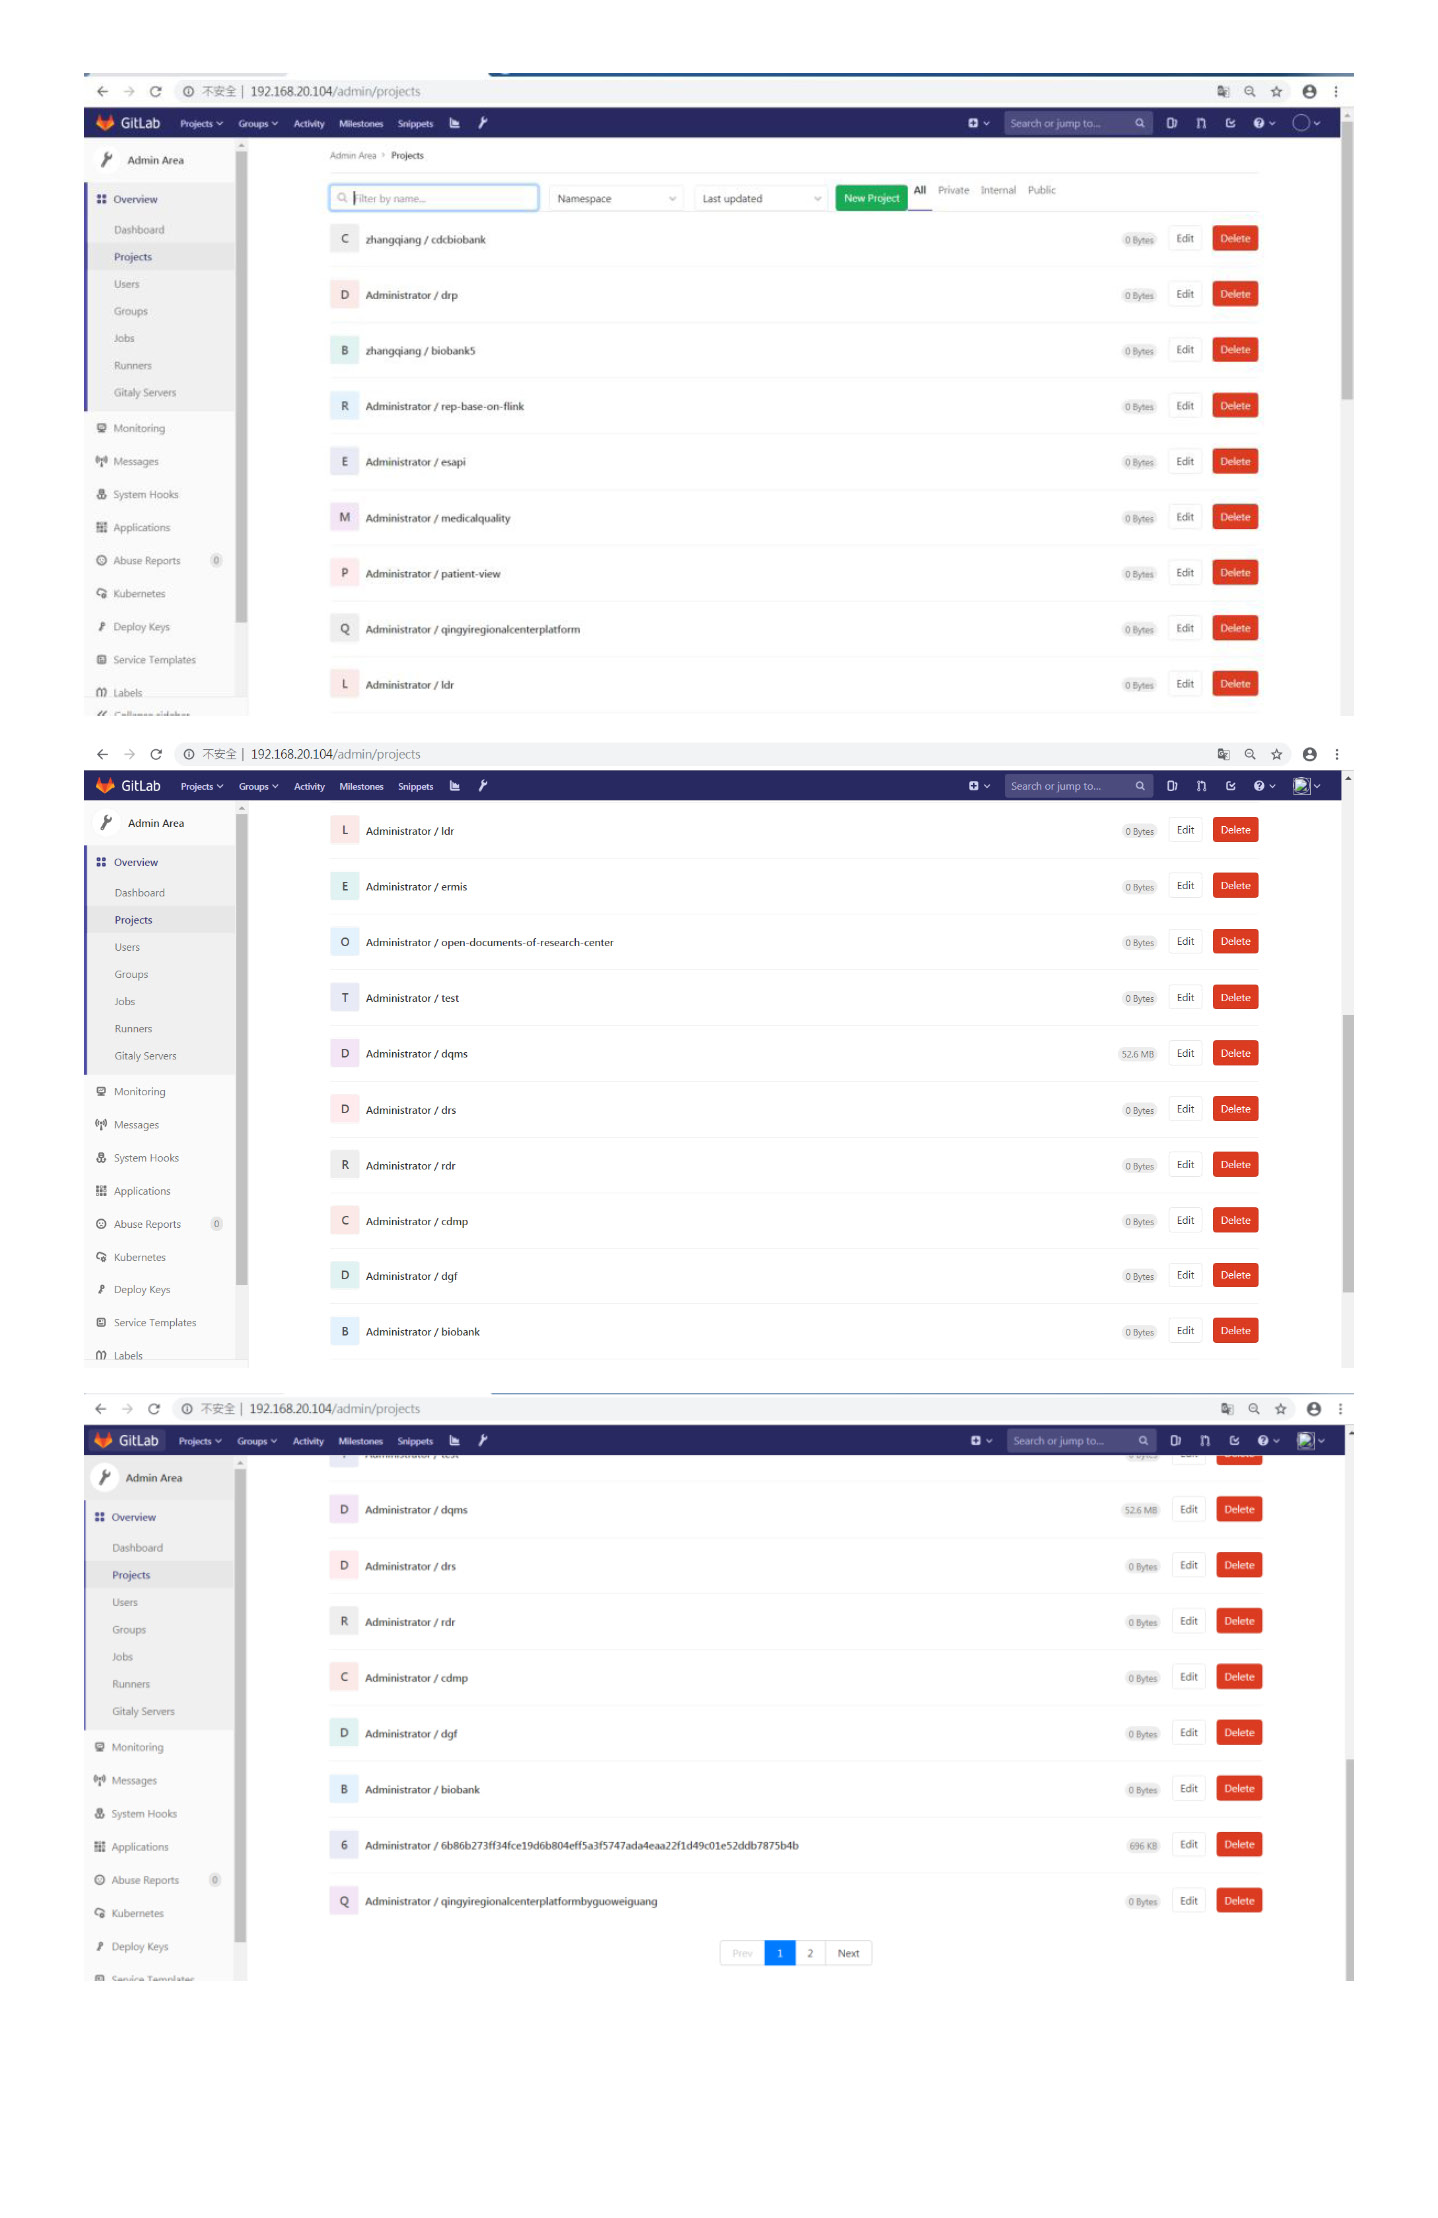 不安全 | 192.168.20.104/admin/projects
GitLab Projects Groups Activity Milestones Snippets Search or jump to...
Admin Area
Admin Area > Projects
Overview
Filter by name... Namespace Last updated New Project All Private Internal Public
Dashboard
Projects
Users
Groups
Jobs
Runners
Gitaly Servers
Monitoring
Messages
System Hooks
Applications
Abuse Reports 0
Kubernetes
Deploy Keys
Service Templates
Labels
Collapse sidebar
C zhangqiang / cdcbiobank 0 Bytes Edit Delete
D Administrator / drp 0 Bytes Edit Delete
B zhangqiang / biobank5 0 Bytes Edit Delete
R Administrator / rep-base-on-flink 0 Bytes Edit Delete
E Administrator / esapi 0 Bytes Edit Delete
M Administrator / medicalquality 0 Bytes Edit Delete
P Administrator / patient-view 0 Bytes Edit Delete
Q Administrator / qingyiregionalcenterplatform 0 Bytes Edit Delete
L Administrator / ldr 0 Bytes Edit Delete
不安全 | 192.168.20.104/admin/projects
GitLab Projects Groups Activity Milestones Snippets Search or jump to...
Admin Area
Overview
Dashboard
Projects
Users
Groups
Jobs
Runners
Gitaly Servers
Monitoring
Messages
System Hooks
Applications
Abuse Reports 0
Kubernetes
Deploy Keys
Service Templates
Labels
L Administrator / ldr 0 Bytes Edit Delete
E Administrator / ermis 0 Bytes Edit Delete
O Administrator / open-documents-of-research-center 0 Bytes Edit Delete
T Administrator / test 0 Bytes Edit Delete
D Administrator / dqms 52.6 MB Edit Delete
D Administrator / drs 0 Bytes Edit Delete
R Administrator / rdr 0 Bytes Edit Delete
C Administrator / cdmp 0 Bytes Edit Delete
D Administrator / dgf 0 Bytes Edit Delete
B Administrator / biobank 0 Bytes Edit Delete
不安全 | 192.168.20.104/admin/projects
GitLab Projects Groups Activity Milestones Snippets Search or jump to...
Admin Area
Overview
Dashboard
Projects
Users
Groups
Jobs
Runners
Gitaly Servers
Monitoring
Messages
System Hooks
Applications
Abuse Reports 0
Kubernetes
Deploy Keys
Service Templates
D Administrator / dqms 52.6 MB Edit Delete
D Administrator / drs 0 Bytes Edit Delete
R Administrator / rdr 0 Bytes Edit Delete
C Administrator / cdmp 0 Bytes Edit Delete
D Administrator / dgf 0 Bytes Edit Delete
B Administrator / biobank 0 Bytes Edit Delete
6 Administrator / 6b86b273ff34fce19d6b804eff5a3f5747ada4eaa22f1d49c01e52ddb7875b4b 696 KB Edit Delete
Q Administrator / qingyiregionalcenterplatformbyguoweiguang 0 Bytes Edit Delete
Prev 1 2 Next